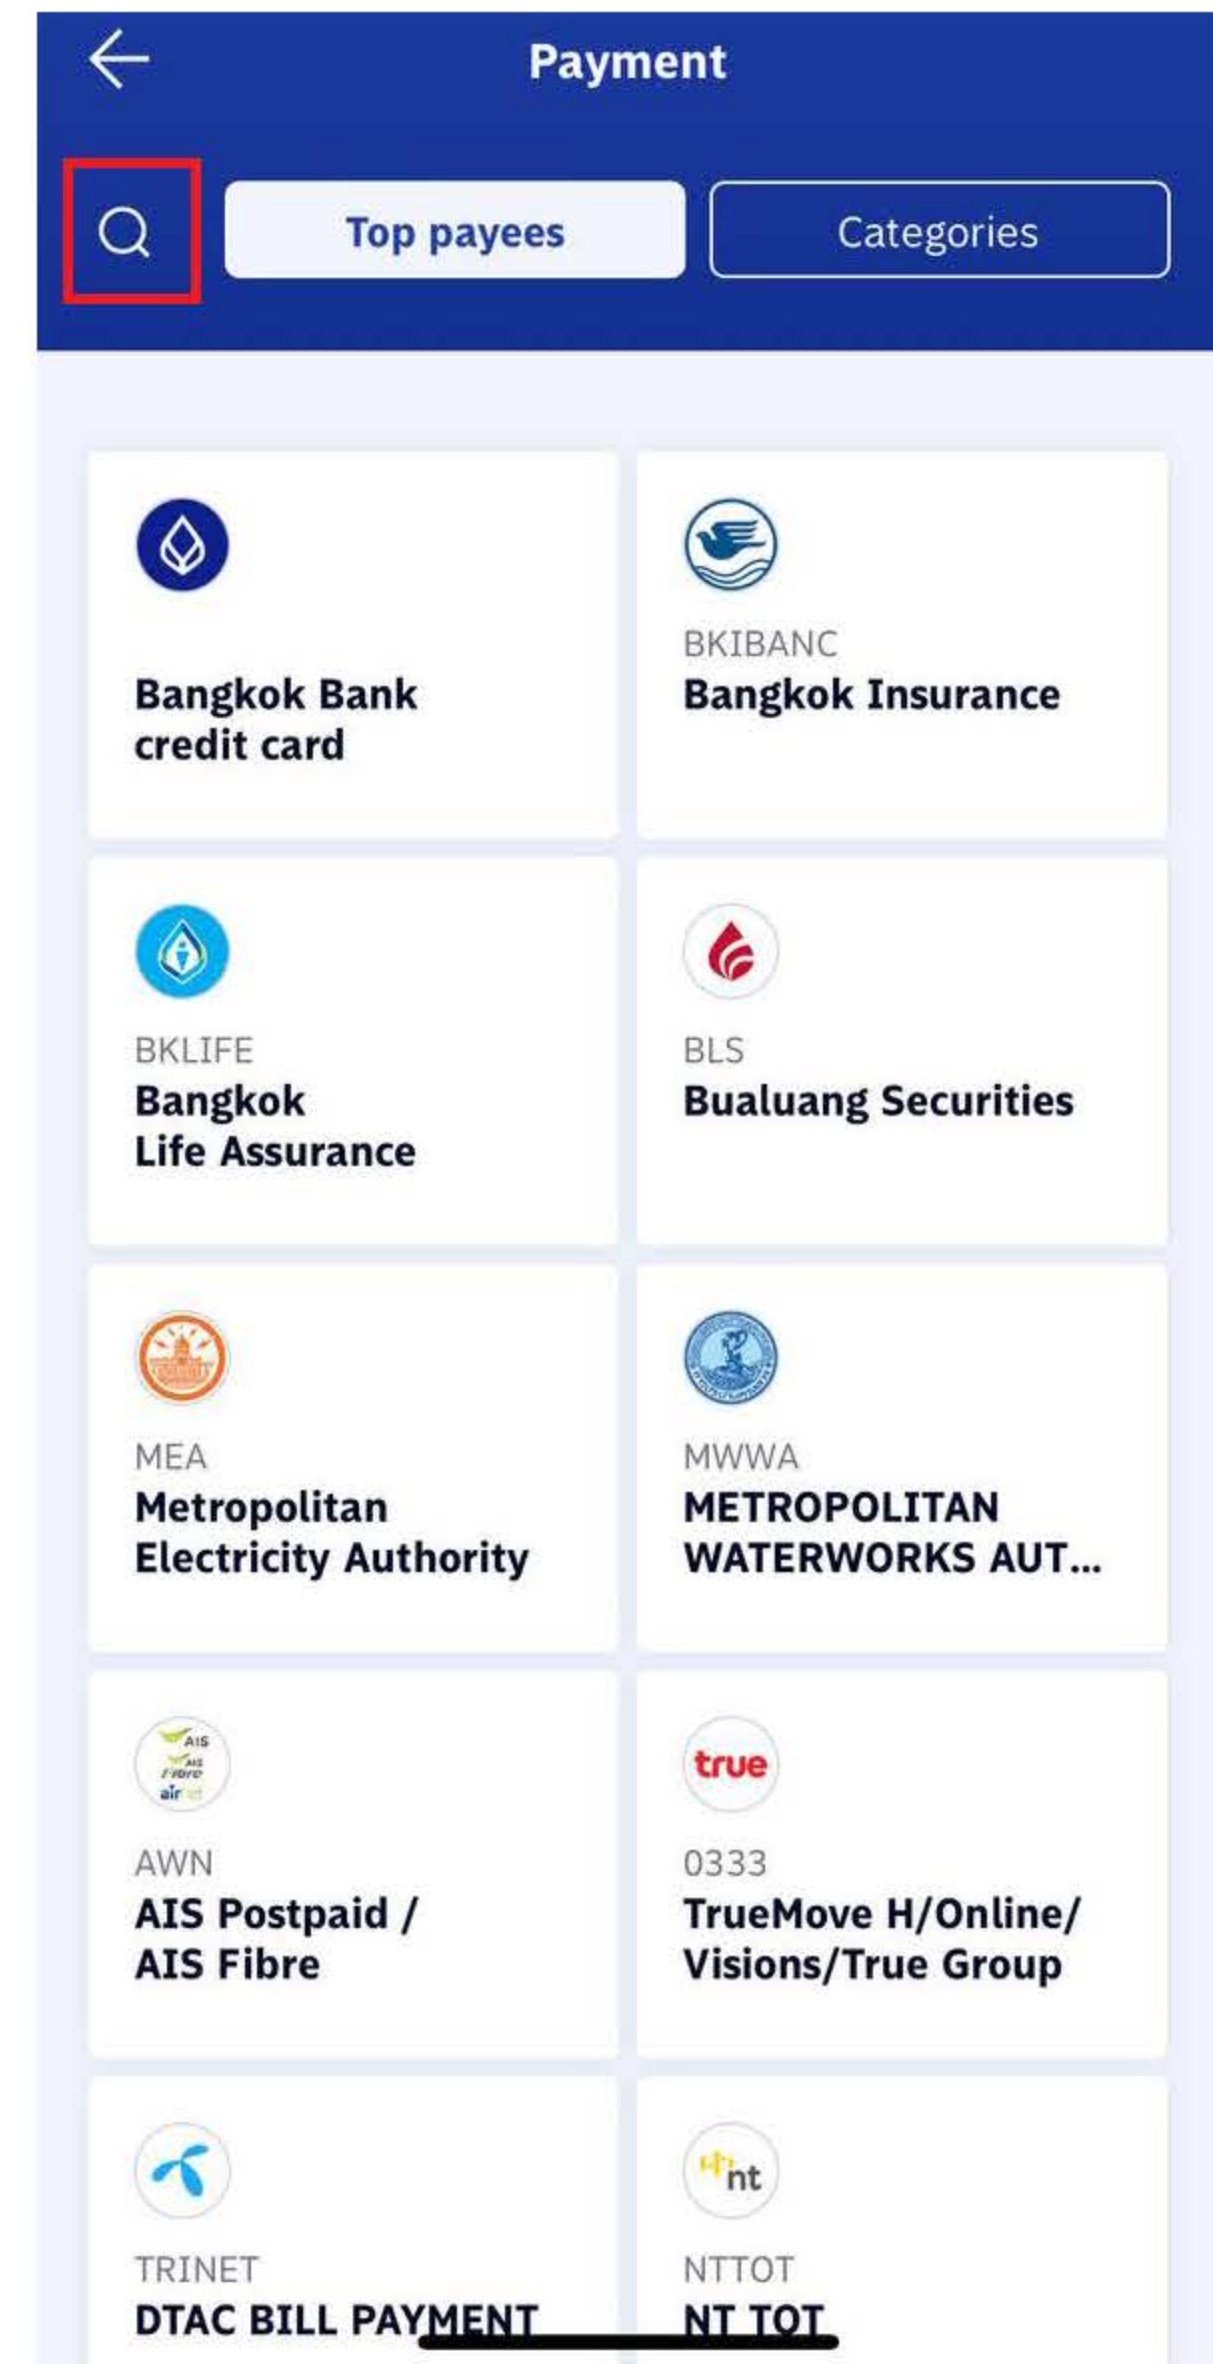 Payment
Top payees
Categories
Bangkok Bank
credit card
BKIBANC
Bangkok Insurance
BKLIFE
Bangkok
Life Assurance
BLS
Bualuang Securities
MEA
Metropolitan
Electricity Authority
MWWA
METROPOLITAN
WATERWORKS AUT...
AIS
AIS
Fibre
air
AWN
AIS Postpaid /
AIS Fibre
true
0333
TrueMove H/Online/
Visions/True Group
TRINET
DTAC BILL PAYMENT
nt
NTTOT
NT TOT